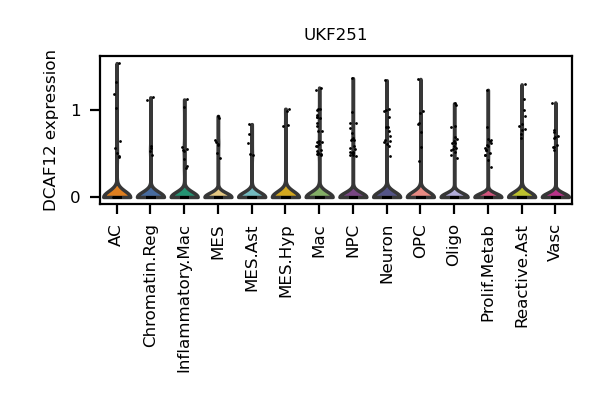 UKF251
DCAF12 expression
1
0
AC
Chromatin.Reg
Inflammatory.Mac
MES
MES.Ast
MES.Hyp
Mac
NPC
Neuron
OPC
Oligo
Prolif.Metab
Reactive.Ast
Vasc